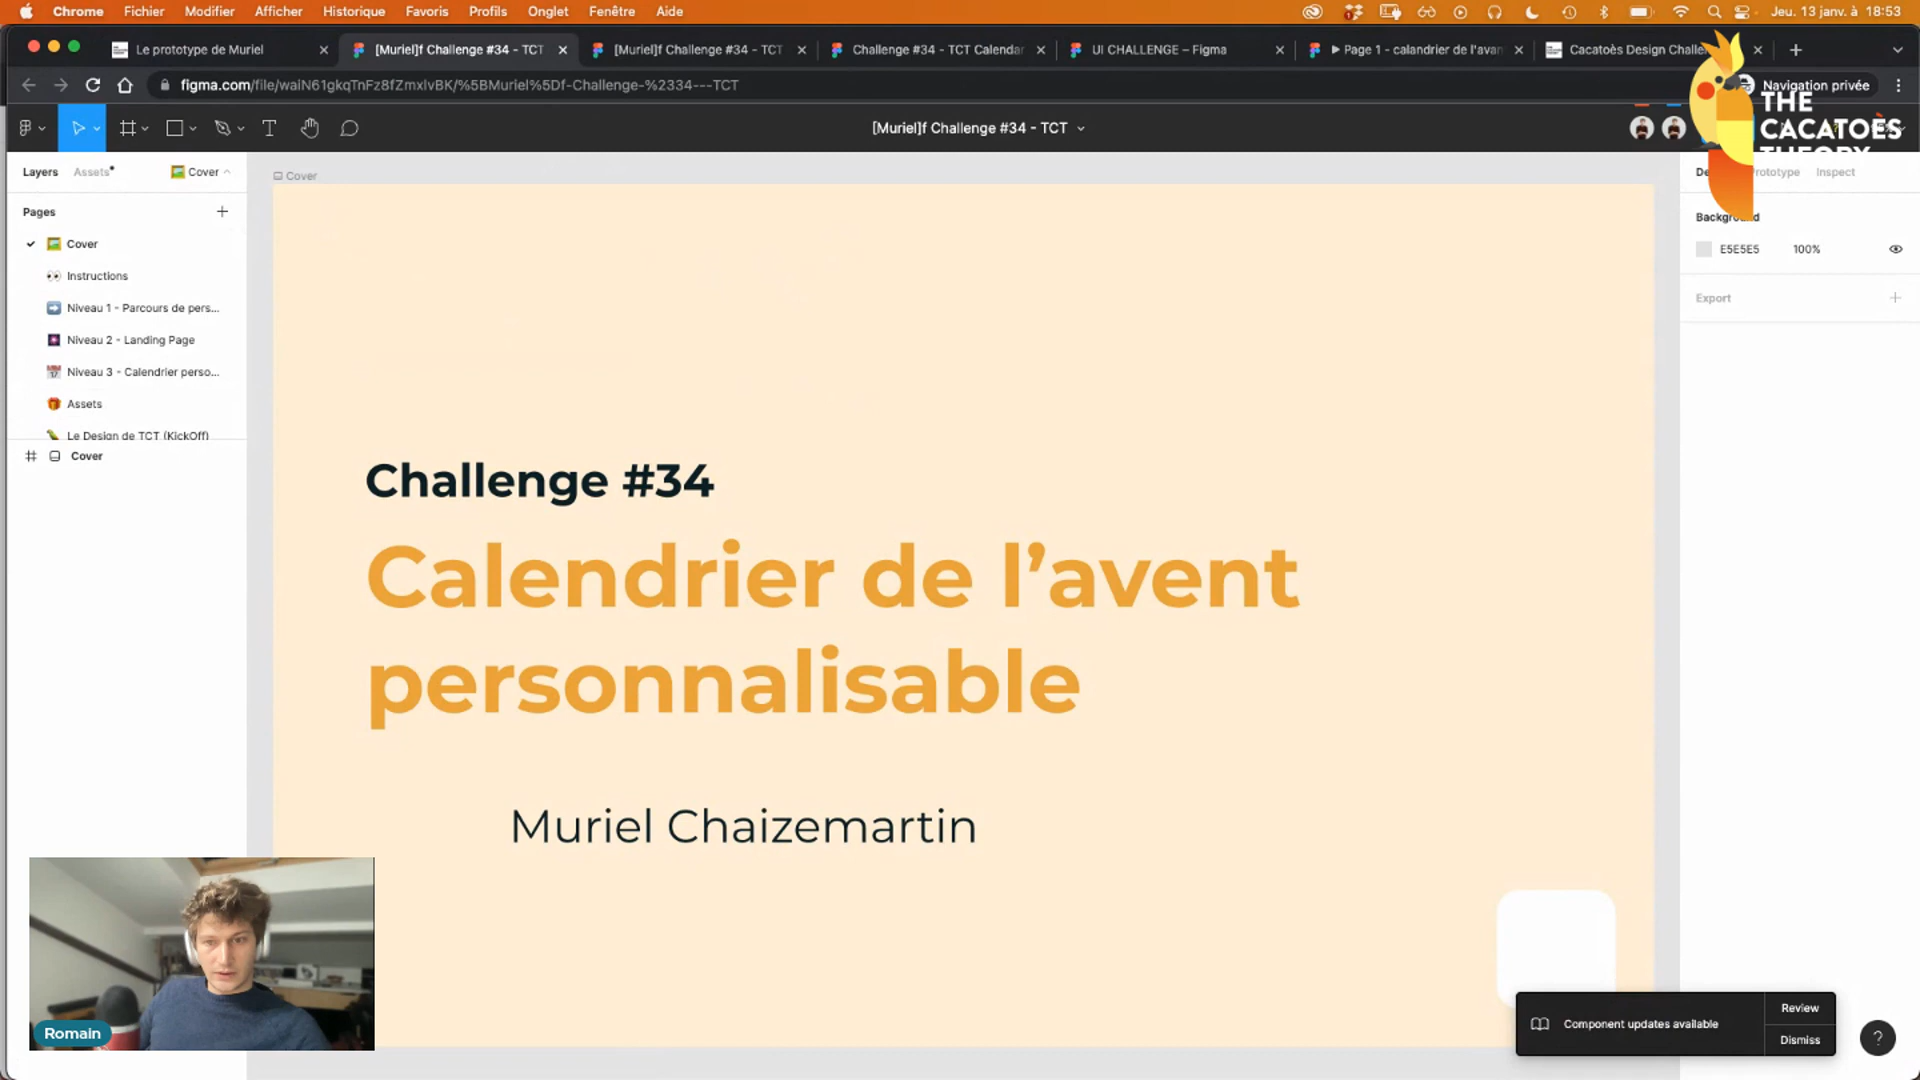 Chrome Fichier Modifier Afficher Historique Favoris Profils Onglet Fenêtre Aide Jeu. 13 janv. à 18:53
Le prototype de Muriel [Muriel]f Challenge #34 - TCT [Muriel]f Challenge #34 - TCT Challenge #34 - TCT Calendar UI CHALLENGE – Figma Page 1 - calandrier de l'avan Cacatoès Design Challe
figma.com/file/waiN61gkqTnFz8fZmxlvBK/%5BMuriel%5Df-Challenge-%2334---TCT Navigation privée
[Muriel]f Challenge #34 - TCT
THE
CACATOES
THEORY
Layers Assets Cover
Prototype Inspect
Cover
Pages
Background
Cover
E5E5E5 100%
Instructions
Export
Niveau 1 - Parcours de pers...
Niveau 2 - Landing Page
Niveau 3 - Calendrier perso...
Assets
Le Design de TCT (KickOff)
Cover
Challenge #34
Calendrier de l’avent
personnalisable
Muriel Chaizemartin
Romain
Component updates available
Review
Dismiss
?